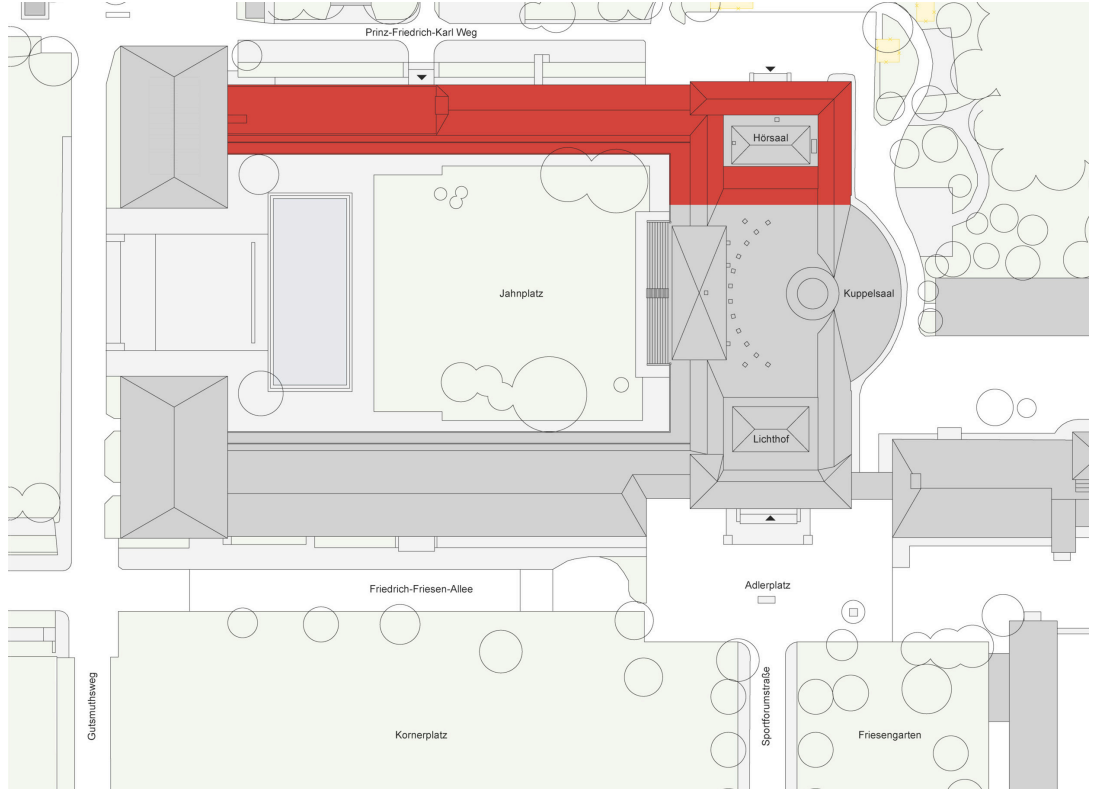 Prinz-Friedrich-Karl Weg
Hörsaal
Jahnplatz
Kuppelsaal
Lichthof
Friedrich-Friesen-Allee
Adlerplatz
Gutsmuthsweg
Kornerplatz
Sportforumstraße
Friesengarten